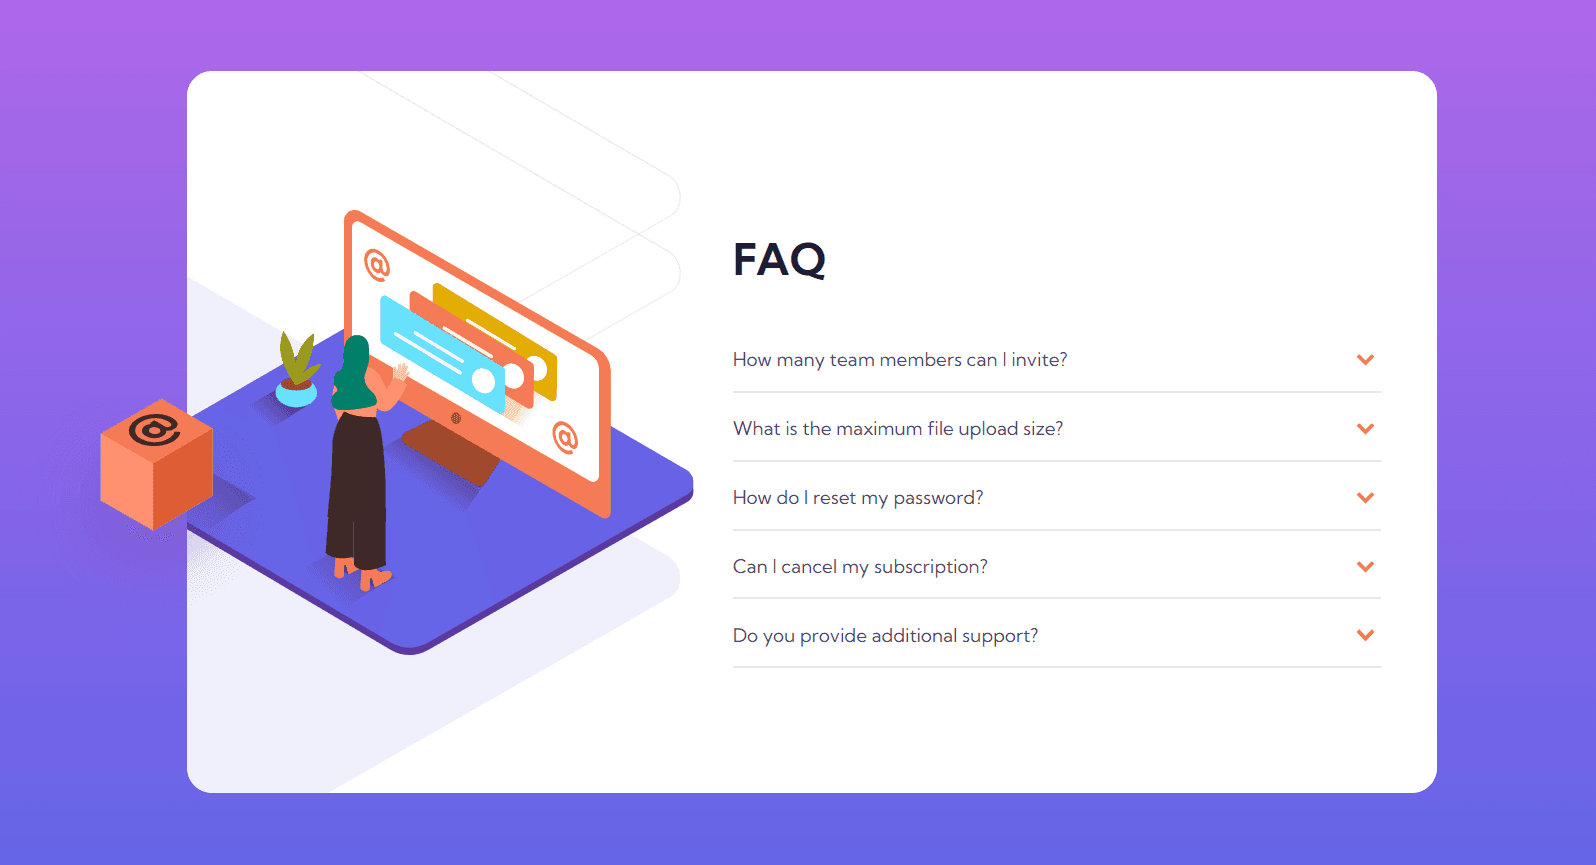 @
@
@
FAQ
How many team members can I invite?
What is the maximum file upload size?
How do I reset my password?
Can I cancel my subscription?
Do you provide additional support?